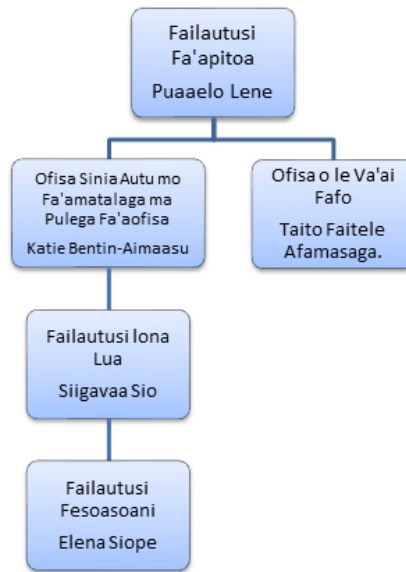 Failautusi
Fa'apitoa
Puaaelo Lene
Ofisa Sinia Autu mo
Fa'amatalaga ma
Pulega Fa'aofisa
Katie Bentin-Aimaasu
Ofisa o le Va'ai
Fafo
Taito Faitele
Afamasaga.
Failautusi lona
Lua
Siigavaa Sio
Failautusi
Fesoasoani
Elena Siope